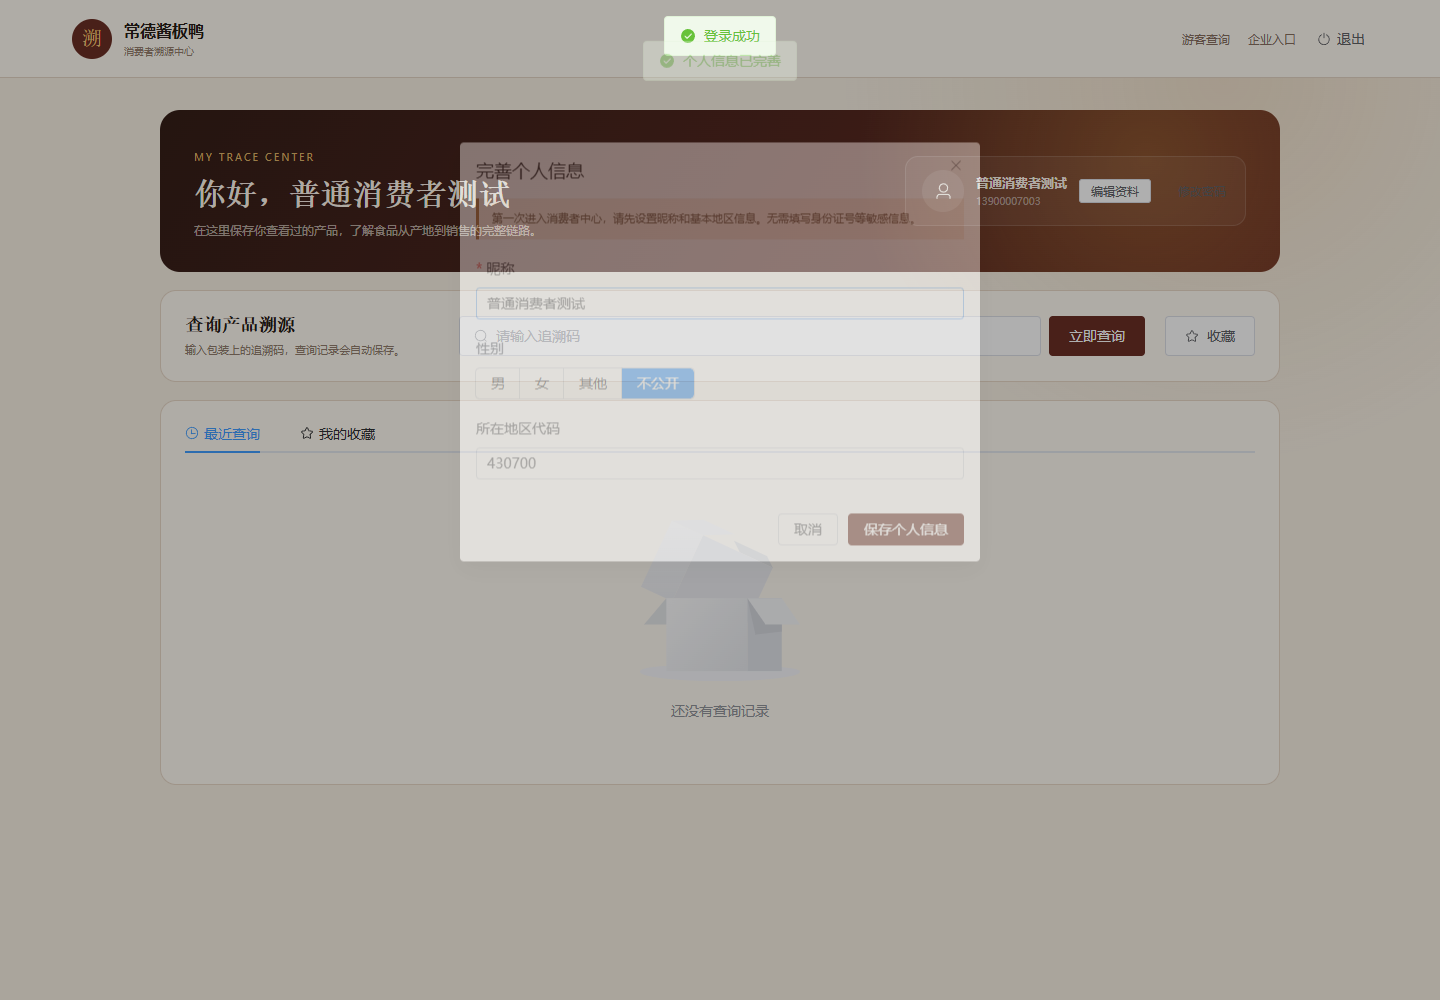 溯
常德酱板鸭
消费者溯源中心
登录成功
个人信息已完善
游客查询
企业入口
退出
MY TRACE CENTER
你好，普通消费者测试
在这里保存你查看过的产品，了解食品从产地到销售的完整链路。
普通消费者测试
13900007003
编辑资料
完善个人信息
第一次进入消费者中心，请先设置昵称和基本地区信息。无需填写身份证号等敏感信息。
* 昵称
普通消费者测试
查询产品溯源
输入包装上的追溯码，查询记录会自动保存。
请输入追溯码
立即查询
收藏
性别
男
女
其他
不公开
所在地区代码
430700
取消
保存个人信息
最近查询
我的收藏
还没有查询记录